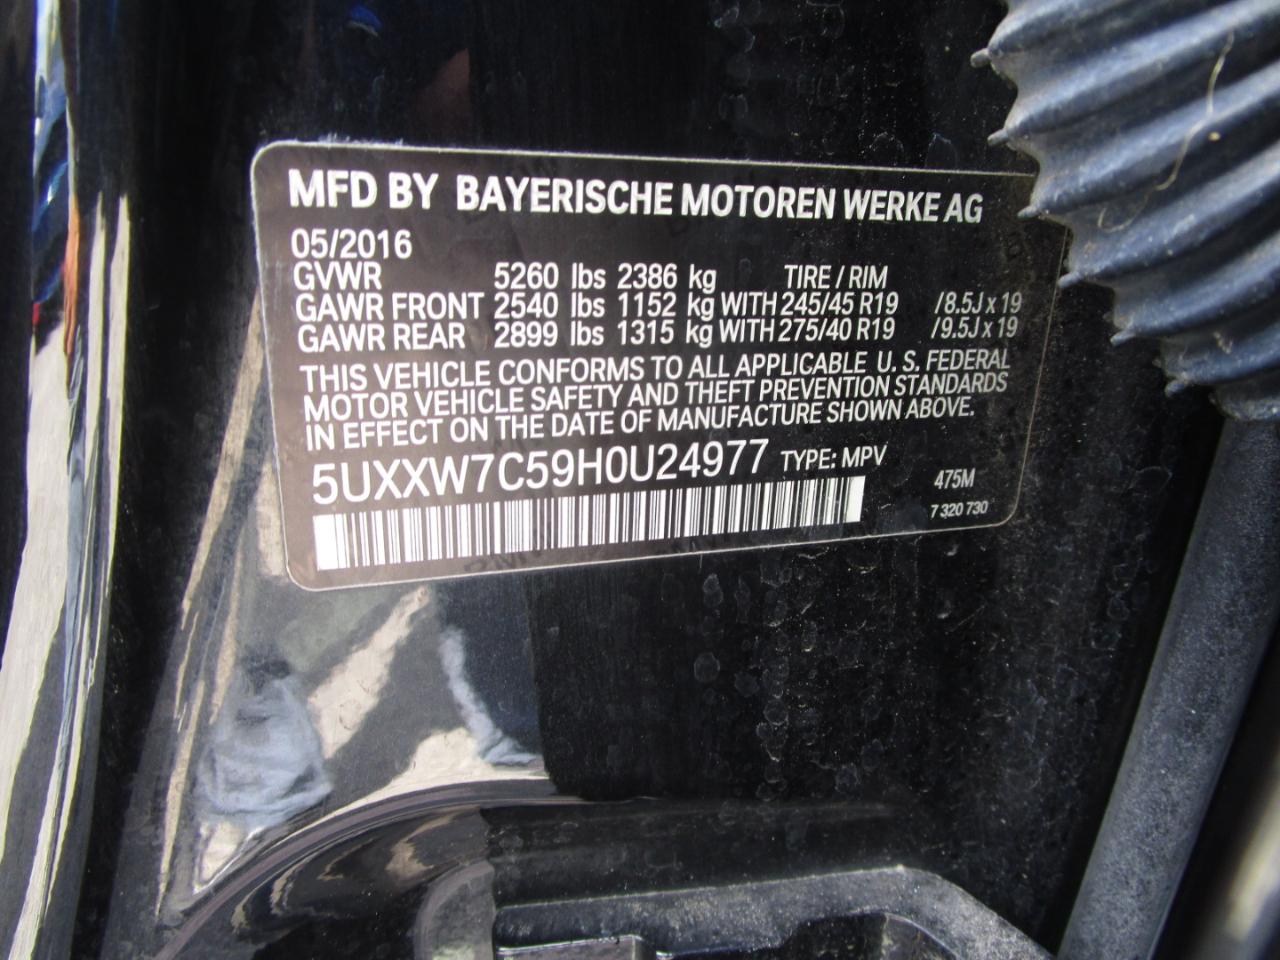 MFD BY BAYERISCHE MOTOREN WERKE AG
05/2016
GVWR 5260 lbs 2386 kg TIRE / RIM
GAWR FRONT 2540 lbs 1152 kg WITH 245/45 R19 /8.5J x 19
GAWR REAR 2899 lbs 1315 kg WITH 275/40 R19 /9.5J x 19
THIS VEHICLE CONFORMS TO ALL APPLICABLE U. S. FEDERAL
MOTOR VEHICLE SAFETY AND THEFT PREVENTION STANDARDS
IN EFFECT ON THE DATE OF MANUFACTURE SHOWN ABOVE.
5UXXW7C59H0U24977 TYPE: MPV 475M
7 320 730